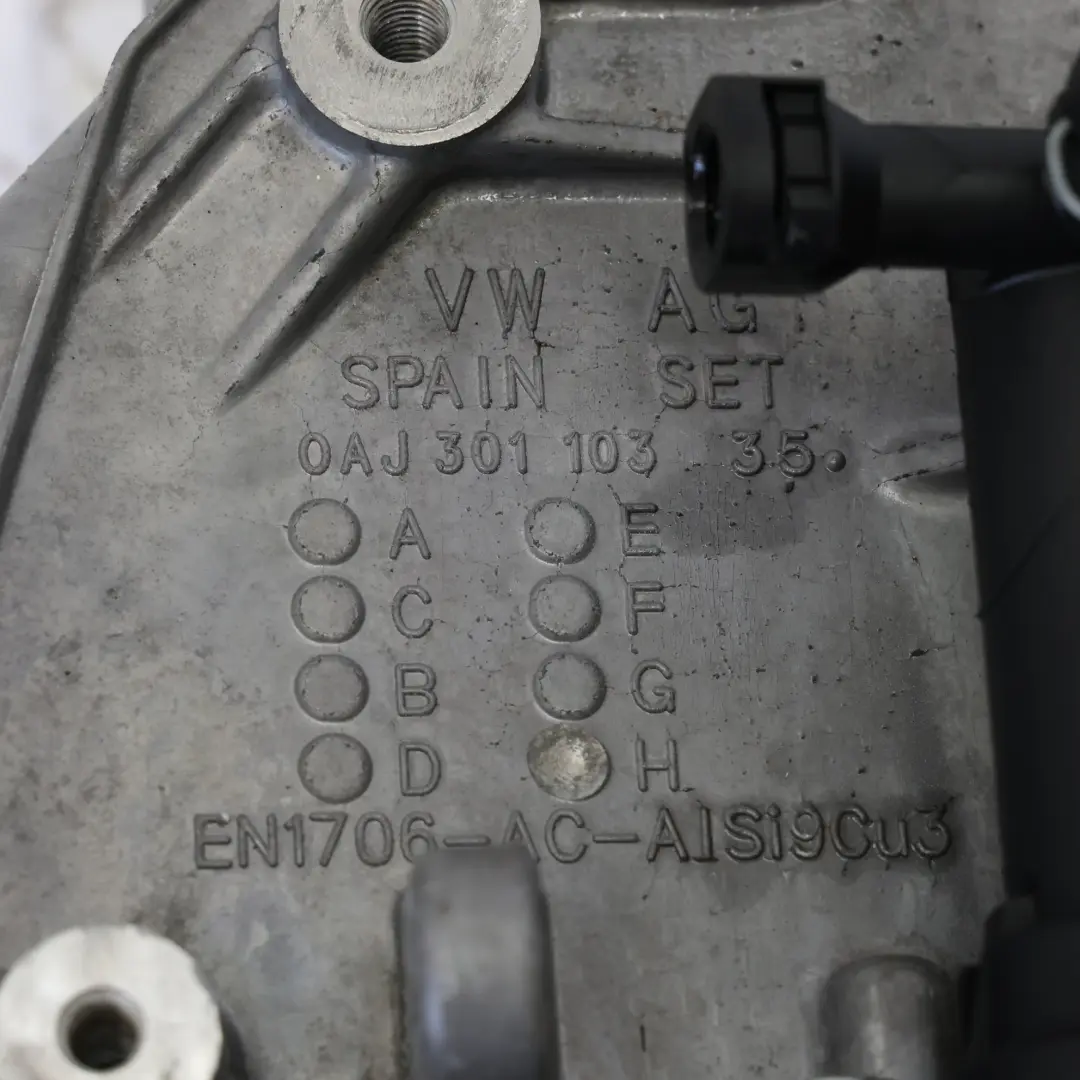 VW AG
SPAIN SET
0AJ 301 103 35.
A E
C F
B G
D H
EN1706-AC-AlSi9Cu3